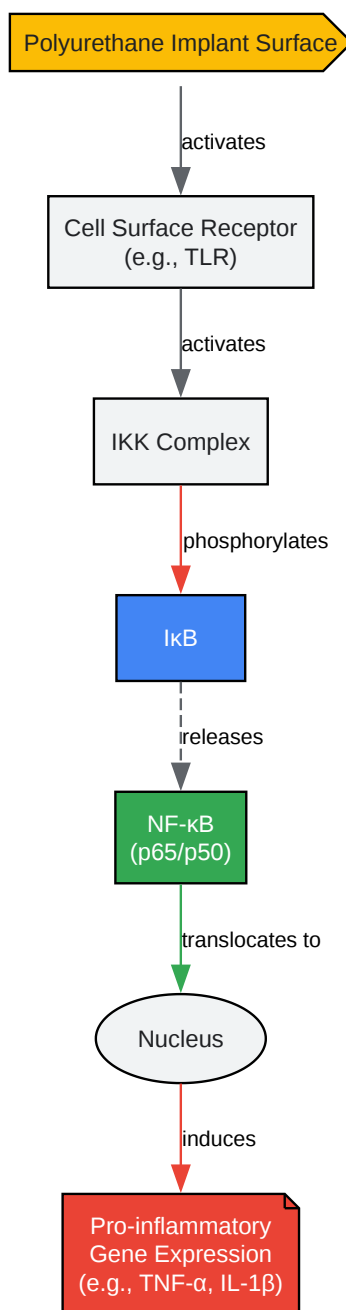 Polyurethane Implant Surface
activates
Cell Surface Receptor
(e.g., TLR)
activates
IKK Complex
phosphorylates
IκB
releases
NF-κB
(p65/p50)
translocates to
Nucleus
induces
Pro-inflammatory
Gene Expression
(e.g., TNF-α, IL-1β)